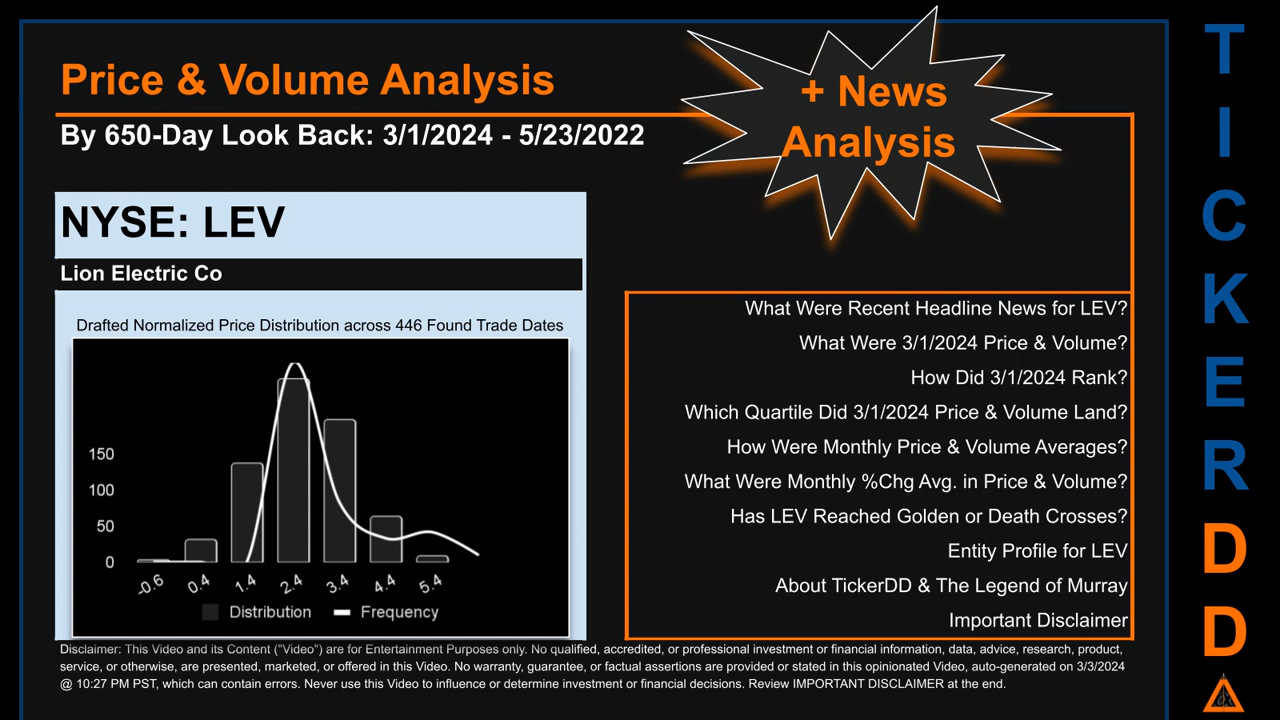 Price & Volume Analysis
By 650-Day Look Back: 3/1/2024 - 5/23/2022
+ News
Analysis
NYSE: LEV
Lion Electric Co
Drafted Normalized Price Distribution across 446 Found Trade Dates
150
100
50
0
-0.6 0.4 1.4 2.4 3.4 4.4 5.4
Distribution Frequency
What Were Recent Headline News for LEV?
What Were 3/1/2024 Price & Volume?
How Did 3/1/2024 Rank?
Which Quartile Did 3/1/2024 Price & Volume Land?
How Were Monthly Price & Volume Averages?
What Were Monthly %Chg Avg. in Price & Volume?
Has LEV Reached Golden or Death Crosses?
Entity Profile for LEV
About TickerDD & The Legend of Murray
Important Disclaimer
Disclaimer: This Video and its Content ("Video") are for Entertainment Purposes only. No qualified, accredited, or professional investment or financial information, data, advice, research, product,
service, or otherwise, are presented, marketed, or offered in this Video. No warranty, guarantee, or factual assertions are provided or stated in this opinionated Video, auto-generated on 3/3/2024
@ 10:27 PM PST, which can contain errors. Never use this Video to influence or determine investment or financial decisions. Review IMPORTANT DISCLAIMER at the end.
T
I
C
K
E
R
D
D